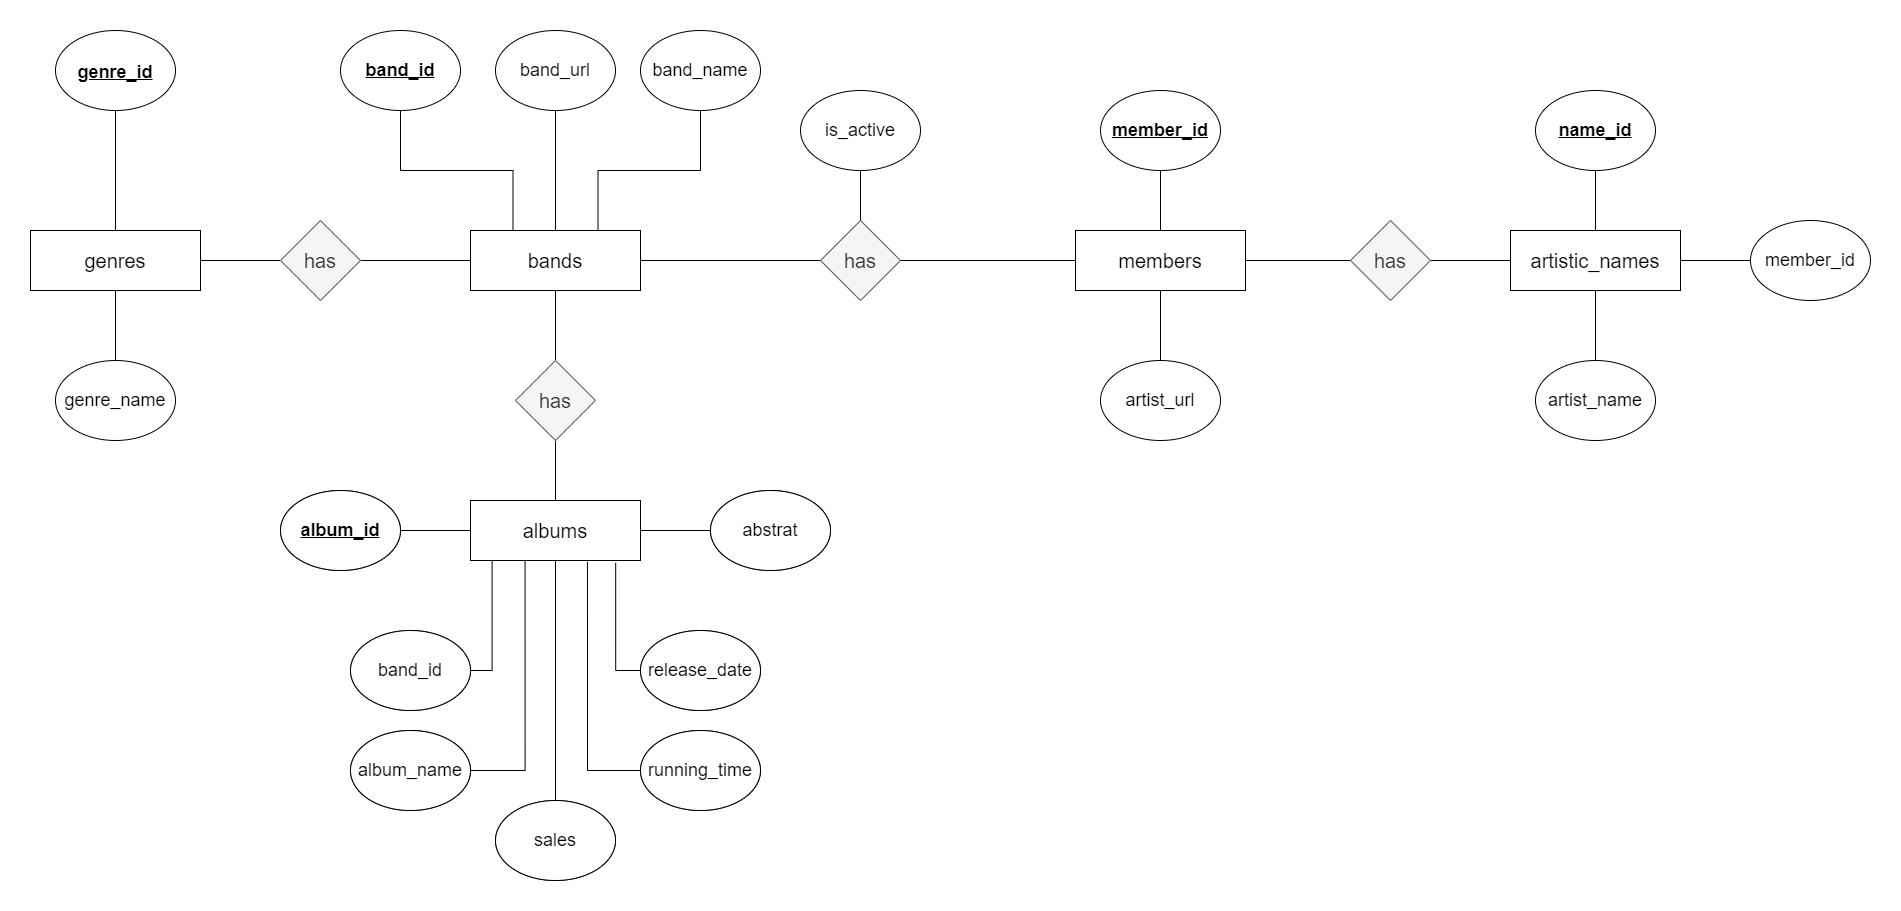 genre_id
band_id
band_url
band_name
is_active
member_id
name_id
genres
has
bands
has
members
has
artistic_names
member_id
genre_name
has
artist_url
artist_name
album_id
albums
abstrat
band_id
release_date
album_name
running_time
sales